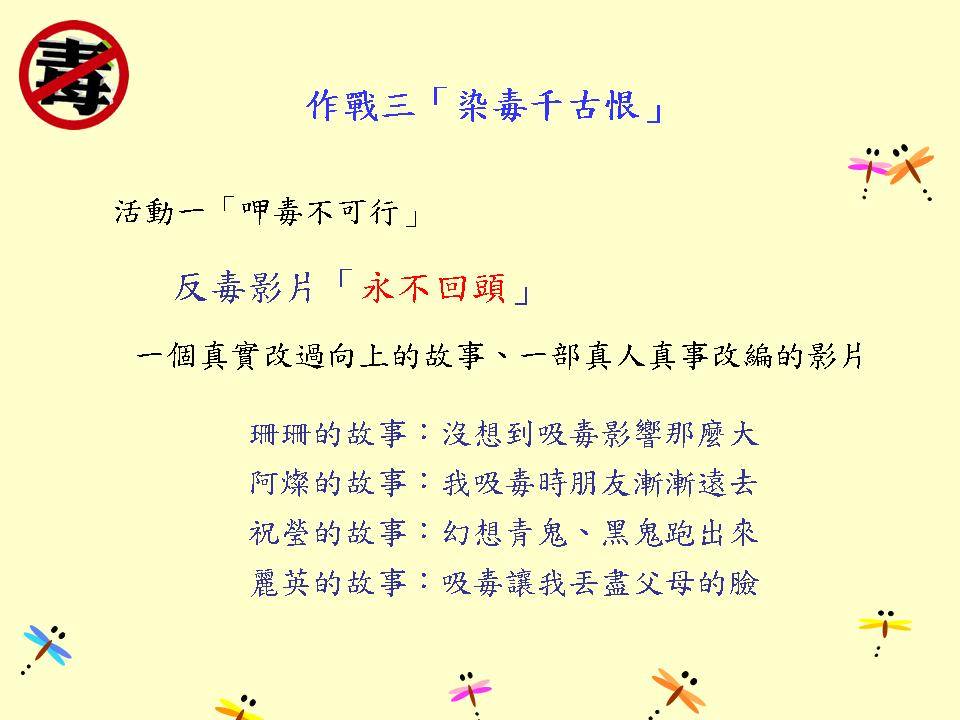 毒
作戰三「染毒千古恨」
活動一「呷毒不可行」
反毒影片「永不回頭」
一個真實改過向上的故事、一部真人真事改編的影片
珊珊的故事：沒想到吸毒影響那麼大
阿燦的故事：我吸毒時朋友漸漸遠去
祝瑩的故事：幻想青鬼、黑鬼跑出來
麗英的故事：吸毒讓我丟盡父母的臉